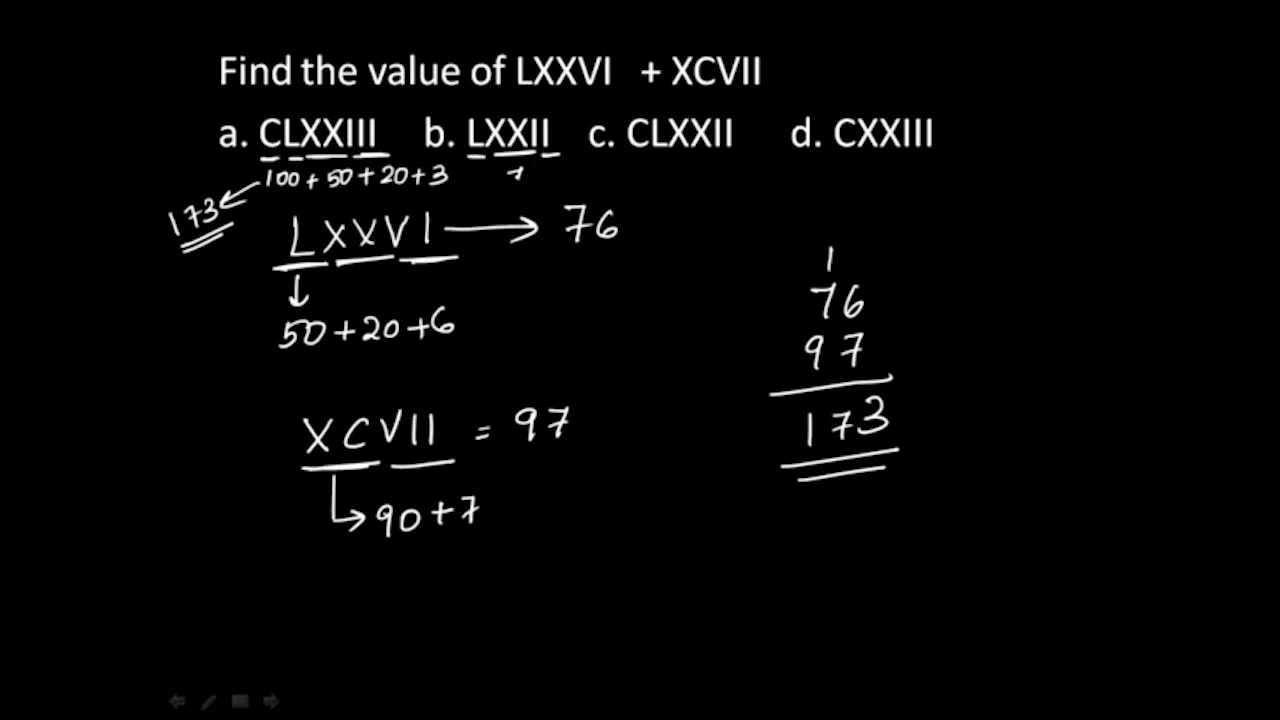 Find the value of LXXVI + XCVII
a. CLXXIII b. LXXII c. CLXXII d. CXXIII
100 + 50 + 20 + 3
173
LXXVI → 76
50 + 20 + 6
XCVII = 97
90 + 7
1
76
97
173